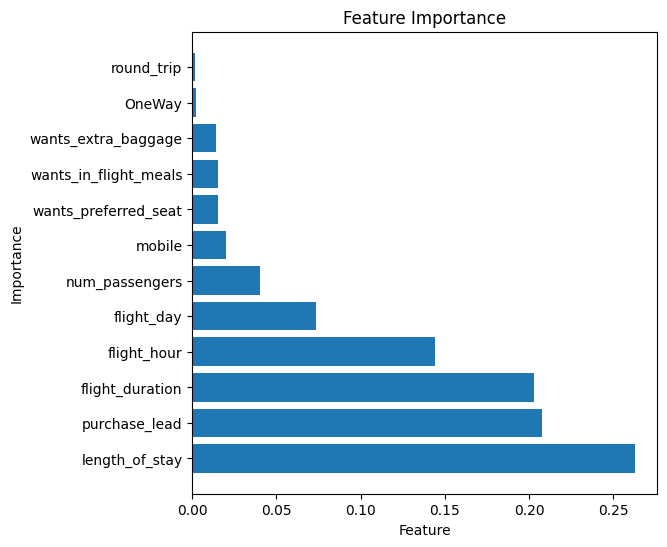 Feature Importance
round_trip
OneWay
wants_extra_baggage
wants_in_flight_meals
wants_preferred_seat
mobile
num_passengers
flight_day
flight_hour
flight_duration
purchase_lead
length_of_stay
Importance
0.00 0.05 0.10 0.15 0.20 0.25
Feature